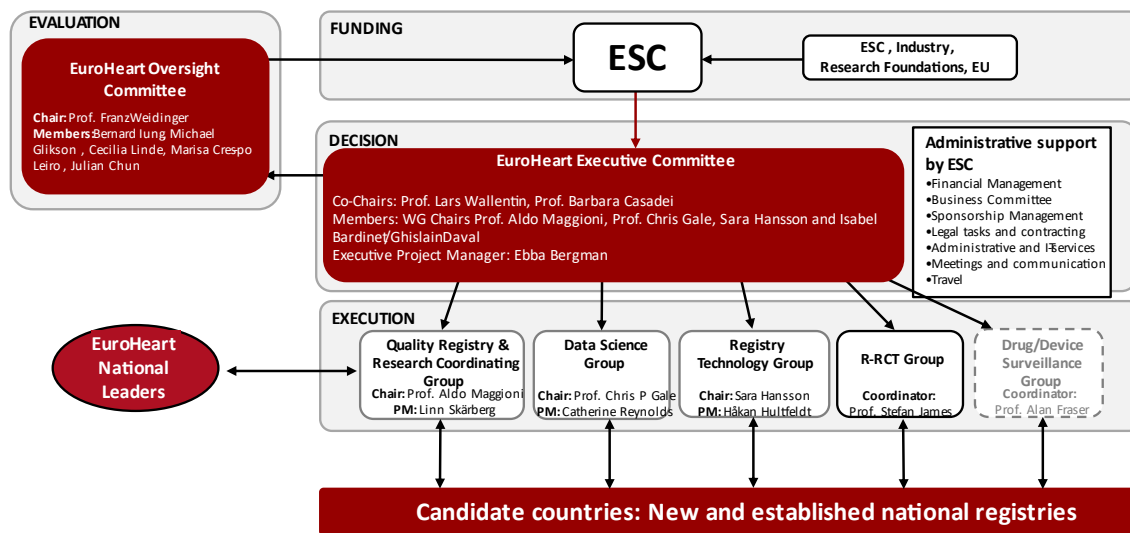 EVALUATION
EuroHeart Oversight
Committee
Chair: Prof. FranzWeidinger
Members: Bernard Iung, Michael
Glikson , Cecilia Linde, Marisa Crespo
Leiro , Julian Chun
FUNDING
ESC
ESC , Industry,
Research Foundations, EU
DECISION
EuroHeart Executive Committee
Co-Chairs: Prof. Lars Wallentin, Prof. Barbara Casadei
Members: WG Chairs Prof. Aldo Maggioni, Prof. Chris Gale, Sara Hansson and Isabel
Bardinet/GhislainDaval
Executive Project Manager: Ebba Bergman
Administrative support
by ESC
•Financial Management
•Business Committee
•Sponsorship Management
•Legal tasks and contracting
•Administrative and IT-Services
•Meetings and communication
•Travel
EXECUTION
EuroHeart
National
Leaders
Quality Registry &
Research Coordinating
Group
Chair: Prof. Aldo Maggioni
PM: Linn Skärberg
Data Science
Group
Chair: Prof. Chris P Gale
PM: Catherine Reynolds
Registry
Technology Group
Chair: Sara Hansson
PM: Håkan Hultfeldt
R-RCT Group
Coordinator:
Prof. Stefan James
Drug/Device
Surveillance
Group
Coordinator:
Prof. Alan Fraser
Candidate countries: New and established national registries